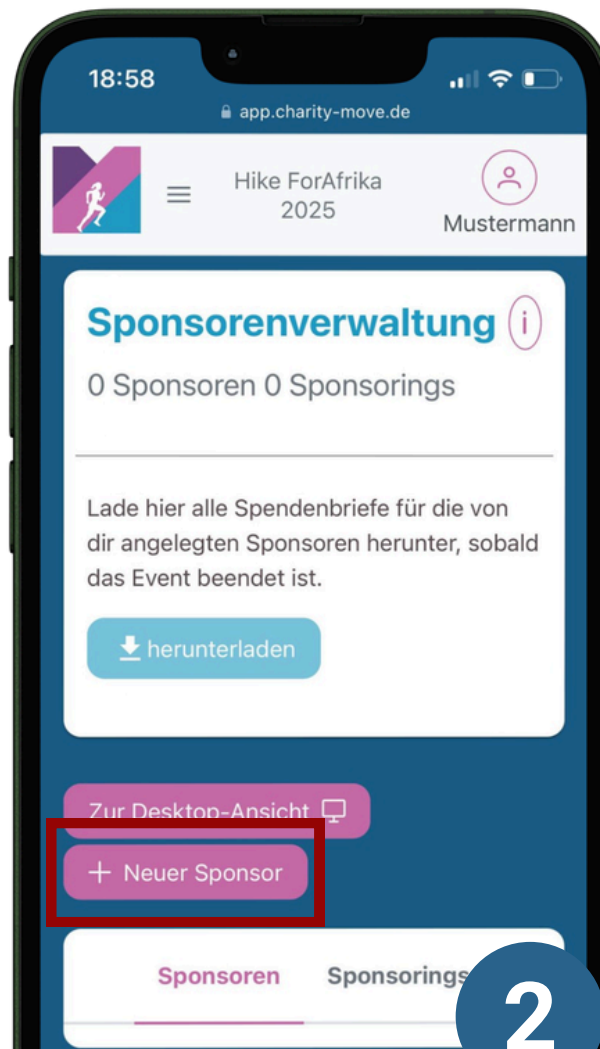 18:58
app.charity-move.de
Hike ForAfrika
2025
Mustermann
Sponsorenverwaltung i
0 Sponsoren 0 Sponsorings
Lade hier alle Spendenbriefe für die von
dir angelegten Sponsoren herunter, sobald
das Event beendet ist.
herunterladen
Zur Desktop-Ansicht
+ Neuer Sponsor
Sponsoren Sponsorings
2